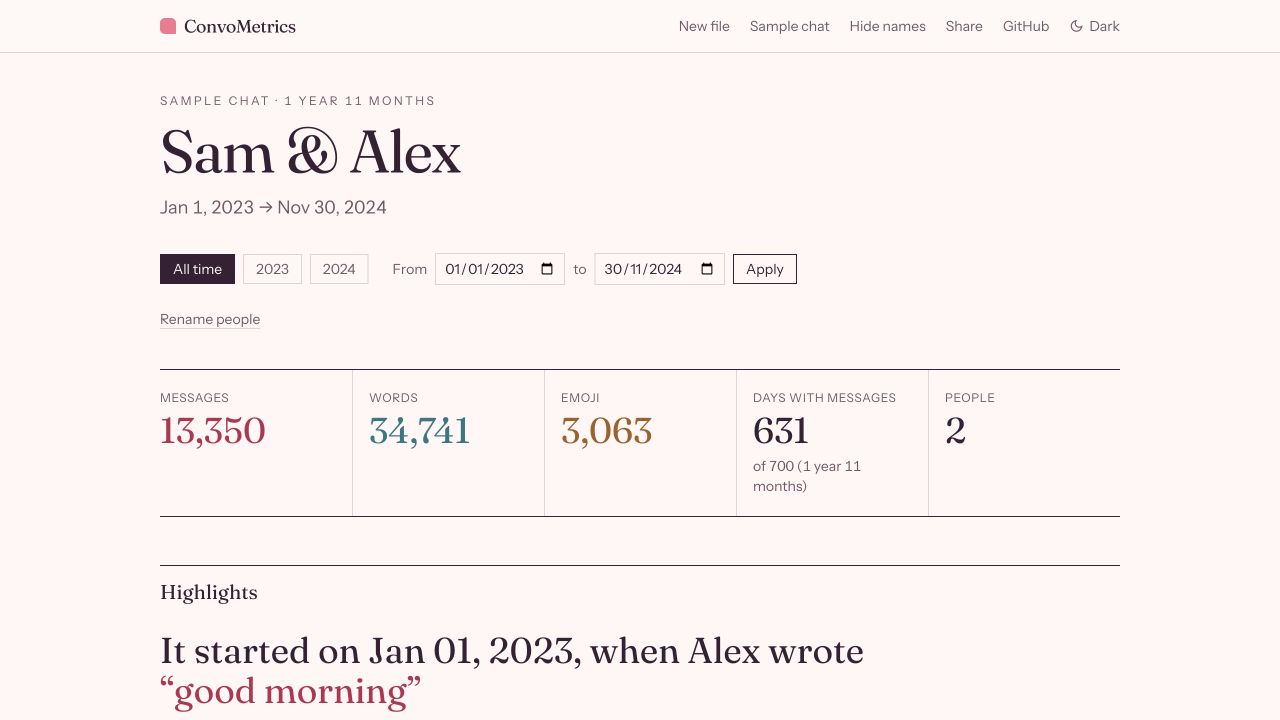 ConvoMetrics
New file Sample chat Hide names Share GitHub Dark
SAMPLE CHAT · 1 YEAR 11 MONTHS
Sam & Alex
Jan 1, 2023 → Nov 30, 2024
All time 2023 2024 From 01/01/2023 to 30/11/2024 Apply
Rename people
MESSAGES
13,350
WORDS
34,741
EMOJI
3,063
DAYS WITH MESSAGES
631
of 700 (1 year 11
months)
PEOPLE
2
Highlights
It started on Jan 01, 2023, when Alex wrote
“good morning”